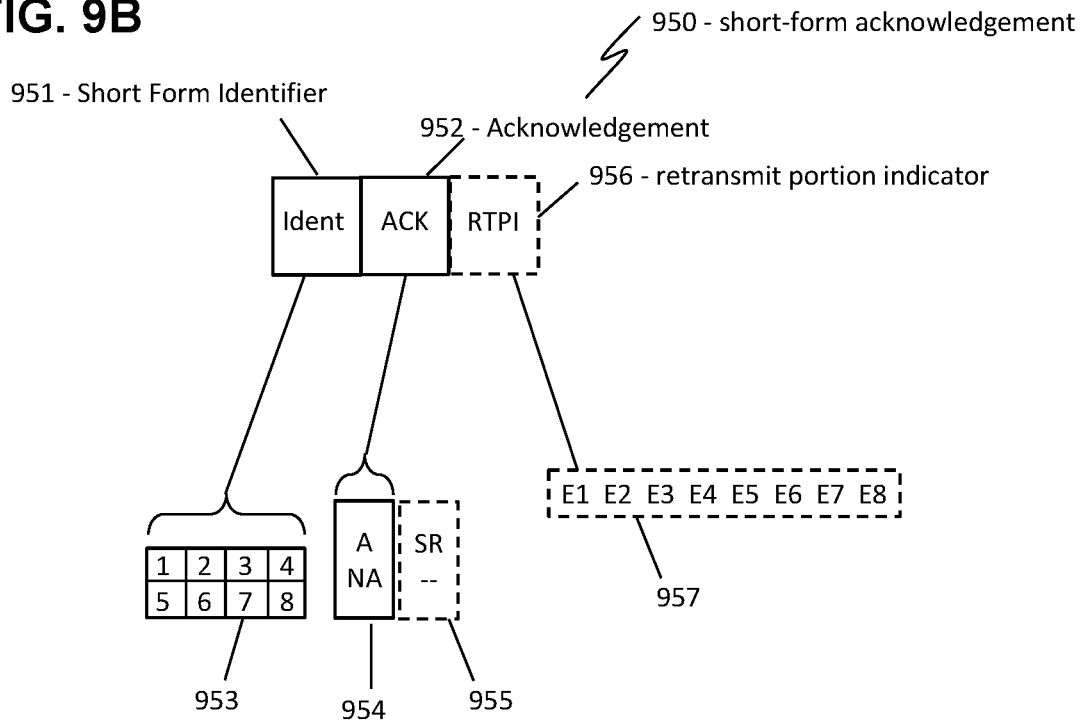 FIG. 9B
950 - short-form acknowledgement
951 - Short Form Identifier
952 - Acknowledgement
956 - retransmit portion indicator
Ident ACK RTPI
E1 E2 E3 E4 E5 E6 E7 E8
A SR
NA --
1 2 3 4
5 6 7 8
957
953
954
955